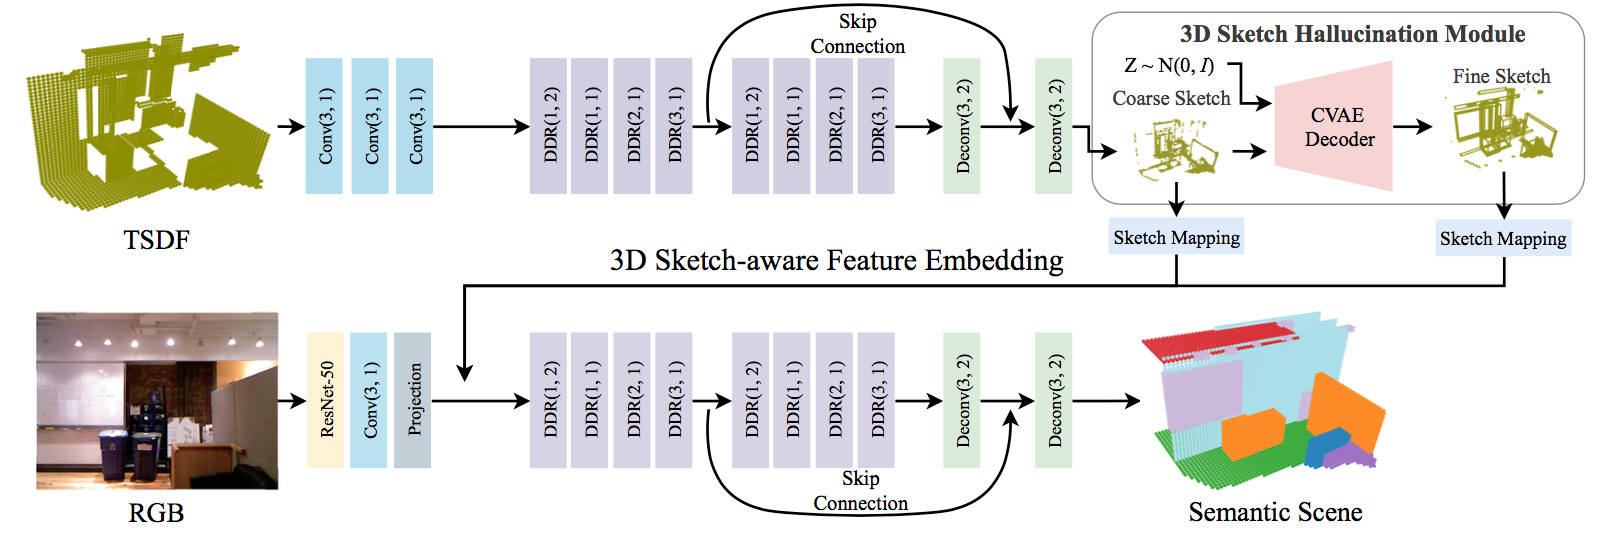 TSDF
Conv(3, 1)
Conv(3, 1)
Conv(3, 1)
DDR(1, 2)
DDR(1, 1)
DDR(2, 1)
DDR(3, 1)
Skip
Connection
DDR(1, 2)
DDR(1, 1)
DDR(2, 1)
DDR(3, 1)
Deconv(3, 2)
Deconv(3, 2)
3D Sketch Hallucination Module
Z ~ N(0, I)
Coarse Sketch
CVAE
Decoder
Fine Sketch
Sketch Mapping
Sketch Mapping
3D Sketch-aware Feature Embedding
RGB
ResNet-50
Conv(3, 1)
Projection
DDR(1, 2)
DDR(1, 1)
DDR(2, 1)
DDR(3, 1)
DDR(1, 2)
DDR(1, 1)
DDR(2, 1)
DDR(3, 1)
Skip
Connection
Deconv(3, 2)
Deconv(3, 2)
Semantic Scene